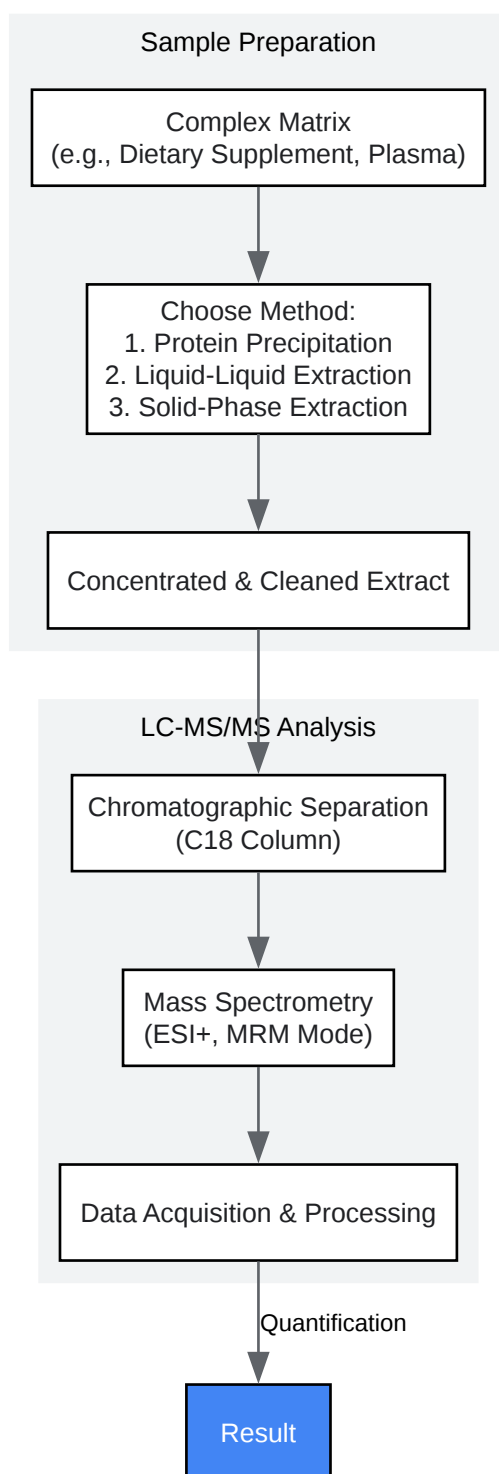 Sample Preparation
Complex Matrix
(e.g., Dietary Supplement, Plasma)
Choose Method:
1. Protein Precipitation
2. Liquid-Liquid Extraction
3. Solid-Phase Extraction
Concentrated & Cleaned Extract
LC-MS/MS Analysis
Chromatographic Separation
(C18 Column)
Mass Spectrometry
(ESI+, MRM Mode)
Data Acquisition & Processing
Quantification
Result